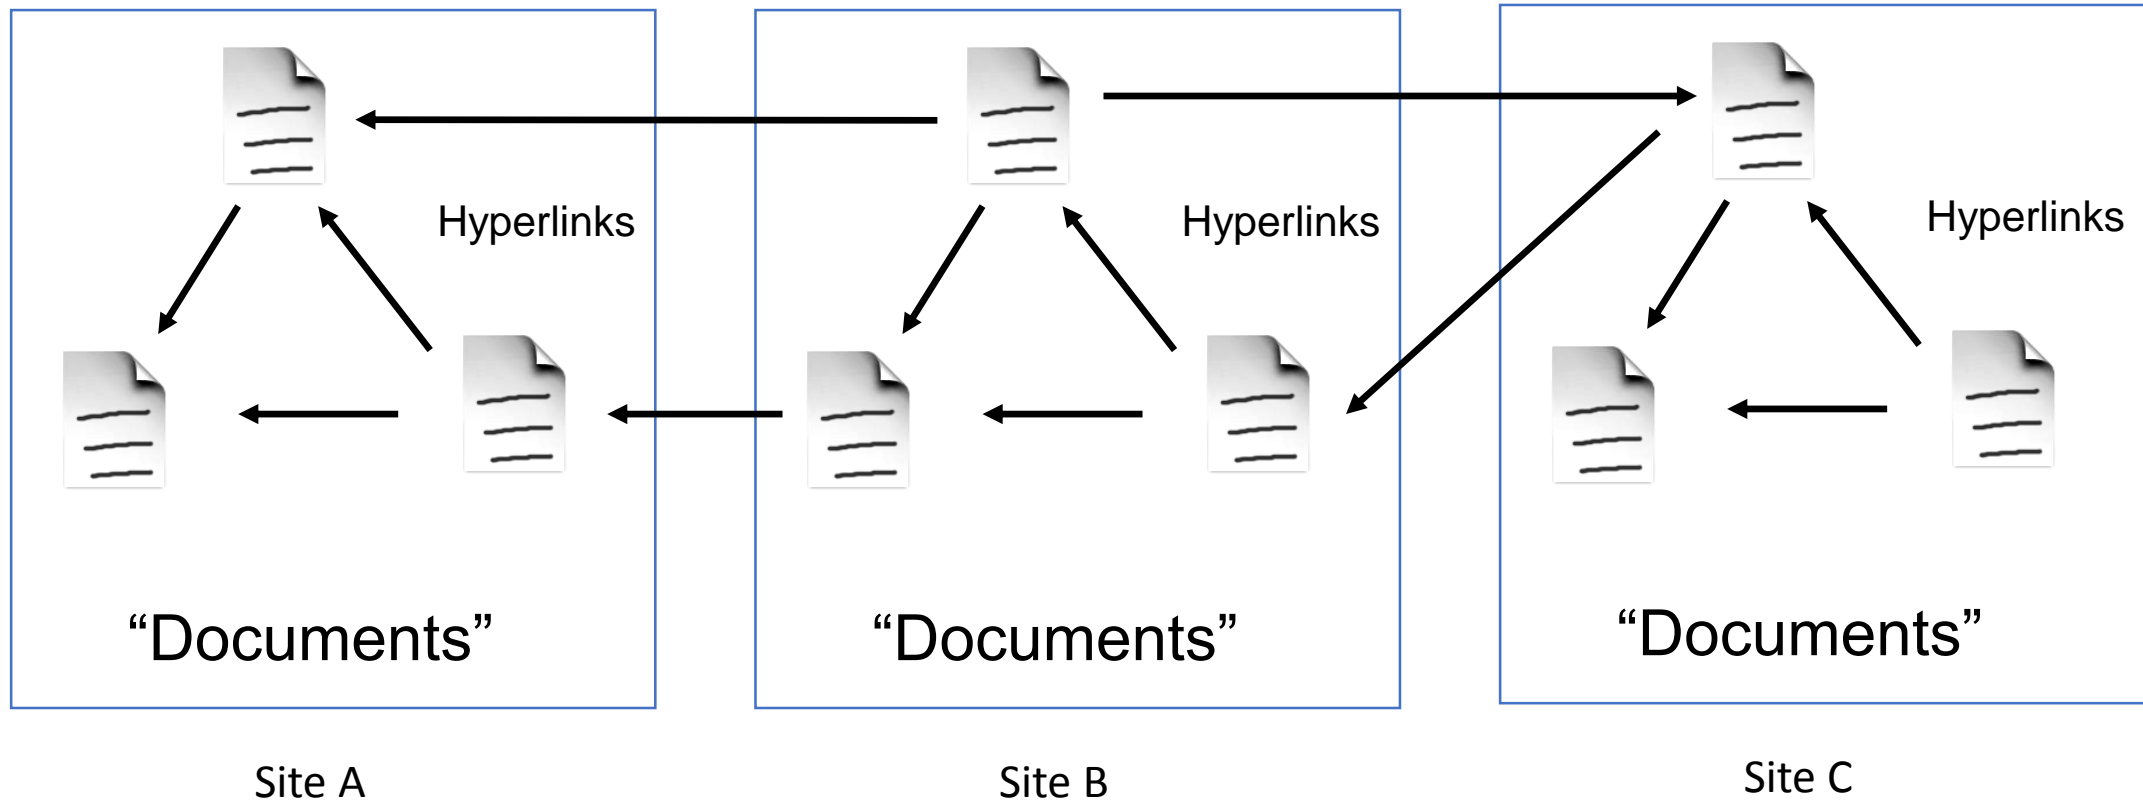 Hyperlinks
Hyperlinks
Hyperlinks
“Documents”
“Documents”
“Documents”
Site A
Site B
Site C